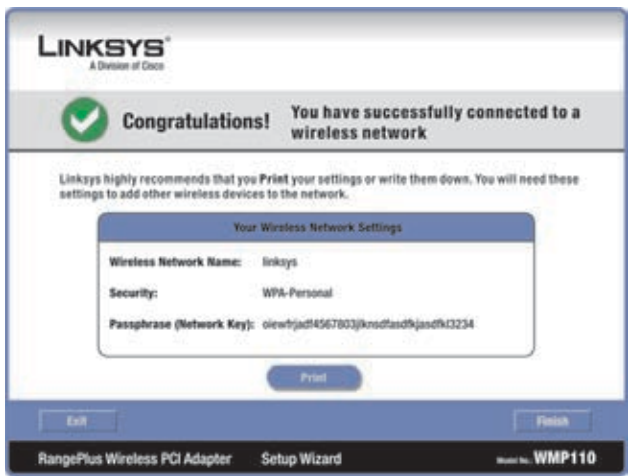 LINKSYS®
A Division of Cisco
Congratulations!
You have successfully connected to a
wireless network
Linksys highly recommends that you Print your settings or write them down. You will need these
settings to add other wireless devices to the network.
Your Wireless Network Settings
Wireless Network Name: linksys
Security: WPA-Personal
Passphrase (Network Key):
Print
Exit
Finish
RangePlus Wireless PCI Adapter Setup Wizard Model No. WMP110